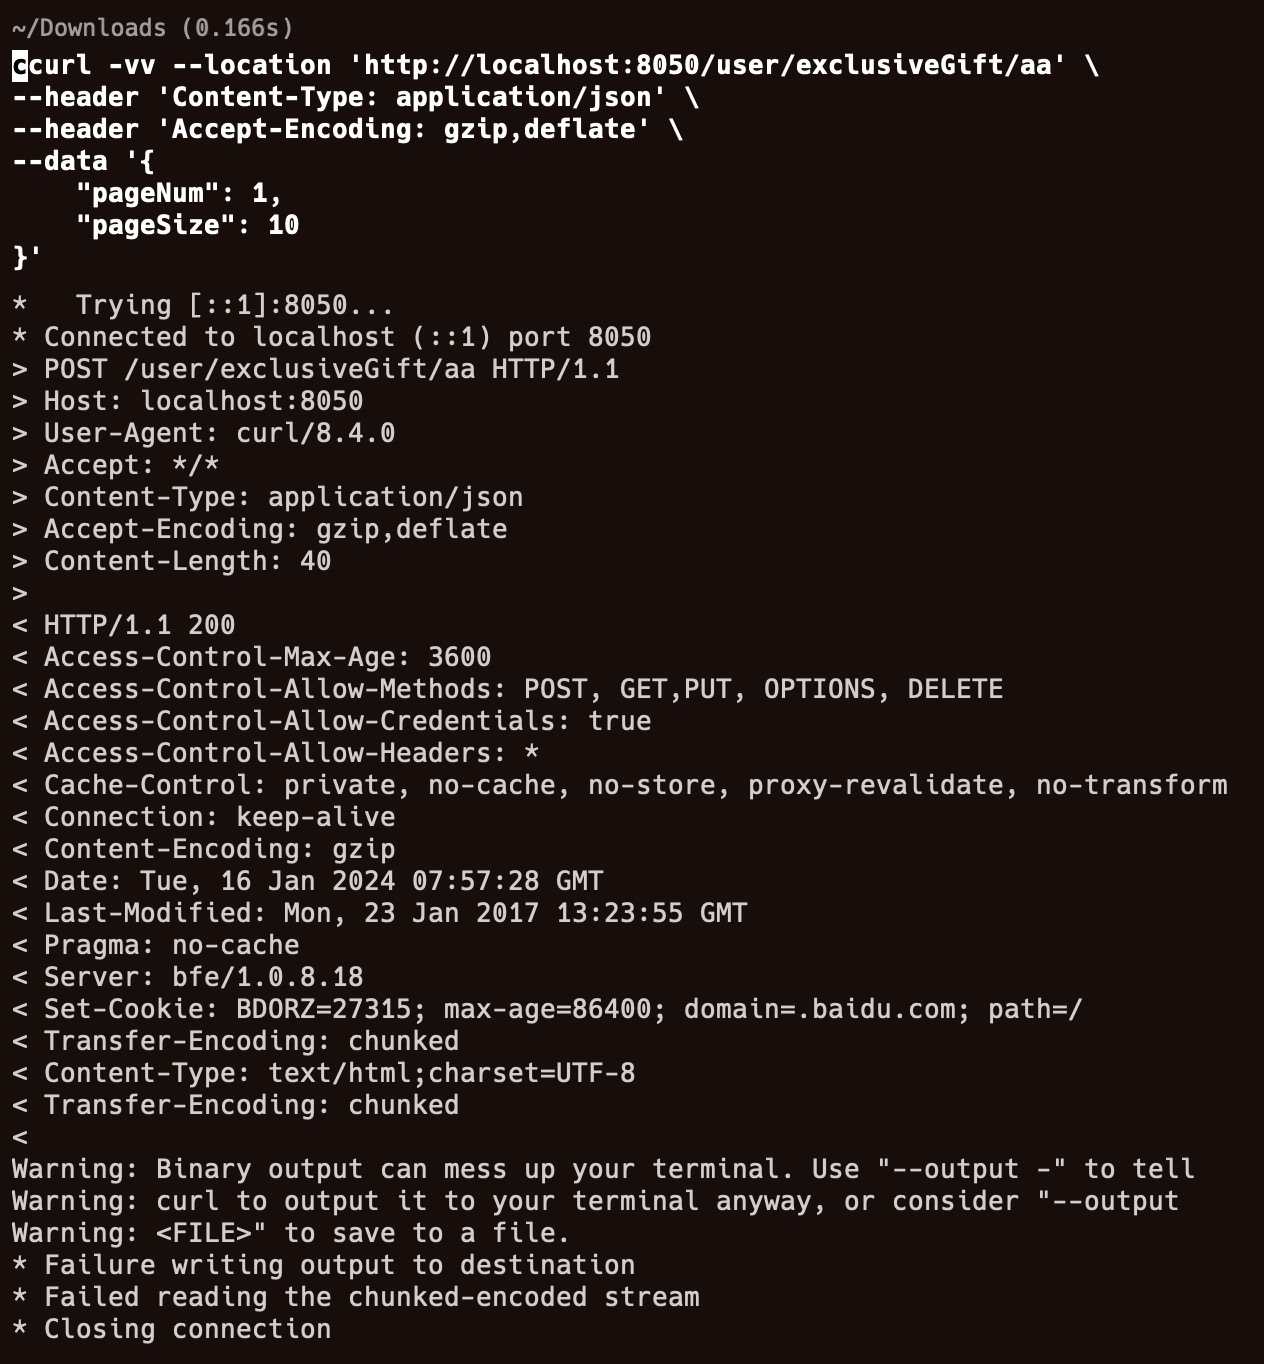 ~/Downloads (0.166s)
ccurl -vv --location 'http://localhost:8050/user/exclusiveGift/aa' \
--header 'Content-Type: application/json' \
--header 'Accept-Encoding: gzip,deflate' \
--data '{
    "pageNum": 1,
    "pageSize": 10
}'
*   Trying [::1]:8050...
* Connected to localhost (::1) port 8050
> POST /user/exclusiveGift/aa HTTP/1.1
> Host: localhost:8050
> User-Agent: curl/8.4.0
> Accept: */*
> Content-Type: application/json
> Accept-Encoding: gzip,deflate
> Content-Length: 40
>
< HTTP/1.1 200
< Access-Control-Max-Age: 3600
< Access-Control-Allow-Methods: POST, GET,PUT, OPTIONS, DELETE
< Access-Control-Allow-Credentials: true
< Access-Control-Allow-Headers: *
< Cache-Control: private, no-cache, no-store, proxy-revalidate, no-transform
< Connection: keep-alive
< Content-Encoding: gzip
< Date: Tue, 16 Jan 2024 07:57:28 GMT
< Last-Modified: Mon, 23 Jan 2017 13:23:55 GMT
< Pragma: no-cache
< Server: bfe/1.0.8.18
< Set-Cookie: BDORZ=27315; max-age=86400; domain=.baidu.com; path=/
< Transfer-Encoding: chunked
< Content-Type: text/html;charset=UTF-8
< Transfer-Encoding: chunked
<
Warning: Binary output can mess up your terminal. Use "--output -" to tell
Warning: curl to output it to your terminal anyway, or consider "--output
Warning: <FILE>" to save to a file.
* Failure writing output to destination
* Failed reading the chunked-encoded stream
* Closing connection